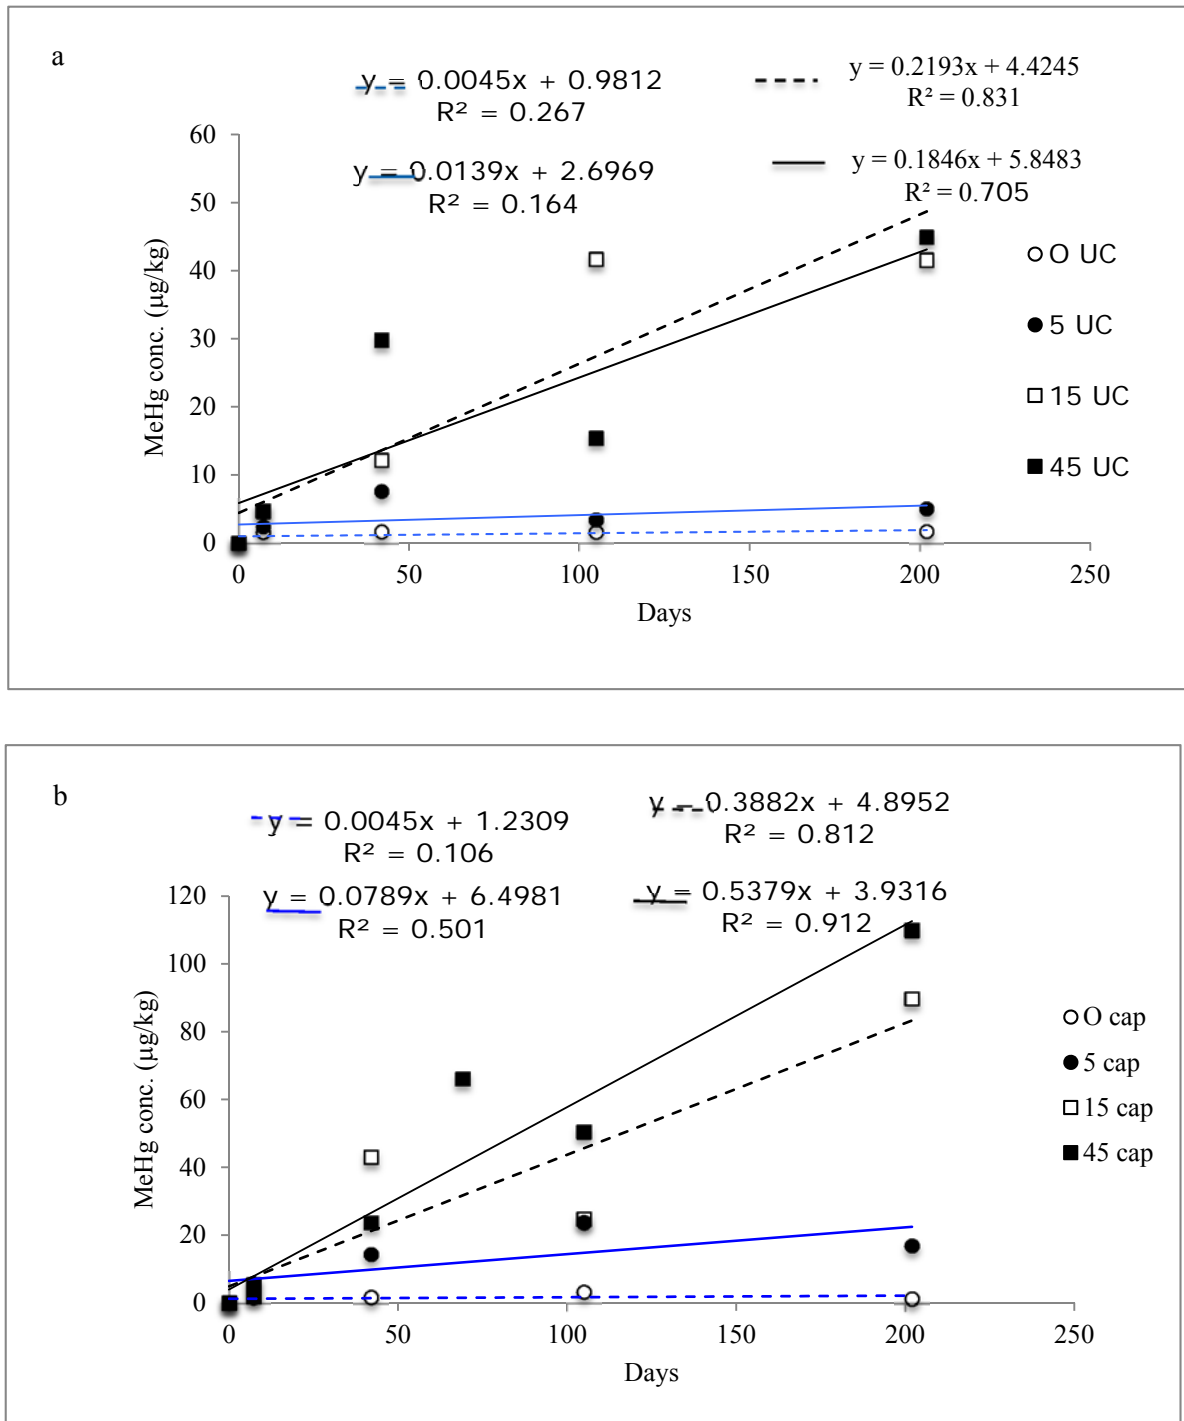 a
y = 0.0045x + 0.9812
R² = 0.267
y = 0.2193x + 4.4245
R² = 0.831
y = 0.0139x + 2.6969
R² = 0.164
y = 0.1846x + 5.8483
R² = 0.705
60
50
40
30
20
10
0
MeHg conc. (µg/kg)
0 50 100 150 200 250
Days
O UC
5 UC
15 UC
45 UC
b
y = 0.0045x + 1.2309
R² = 0.106
y = 0.3882x + 4.8952
R² = 0.812
y = 0.0789x + 6.4981
R² = 0.501
y = 0.5379x + 3.9316
R² = 0.912
120
100
80
60
40
20
0
MeHg conc. (µg/kg)
0 50 100 150 200 250
Days
O cap
5 cap
15 cap
45 cap